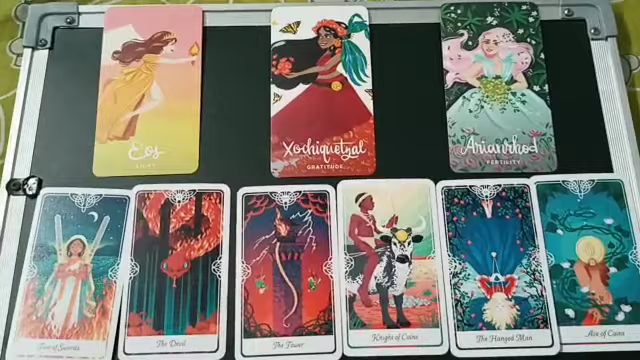 Eos
LIGHT
Xochiquetzal
GRATITUDE
Arianrhod
FERTILITY
Two of Swords
The Devil
The Tower
Knight of Coins
The Hanged Man
Ace of Coins